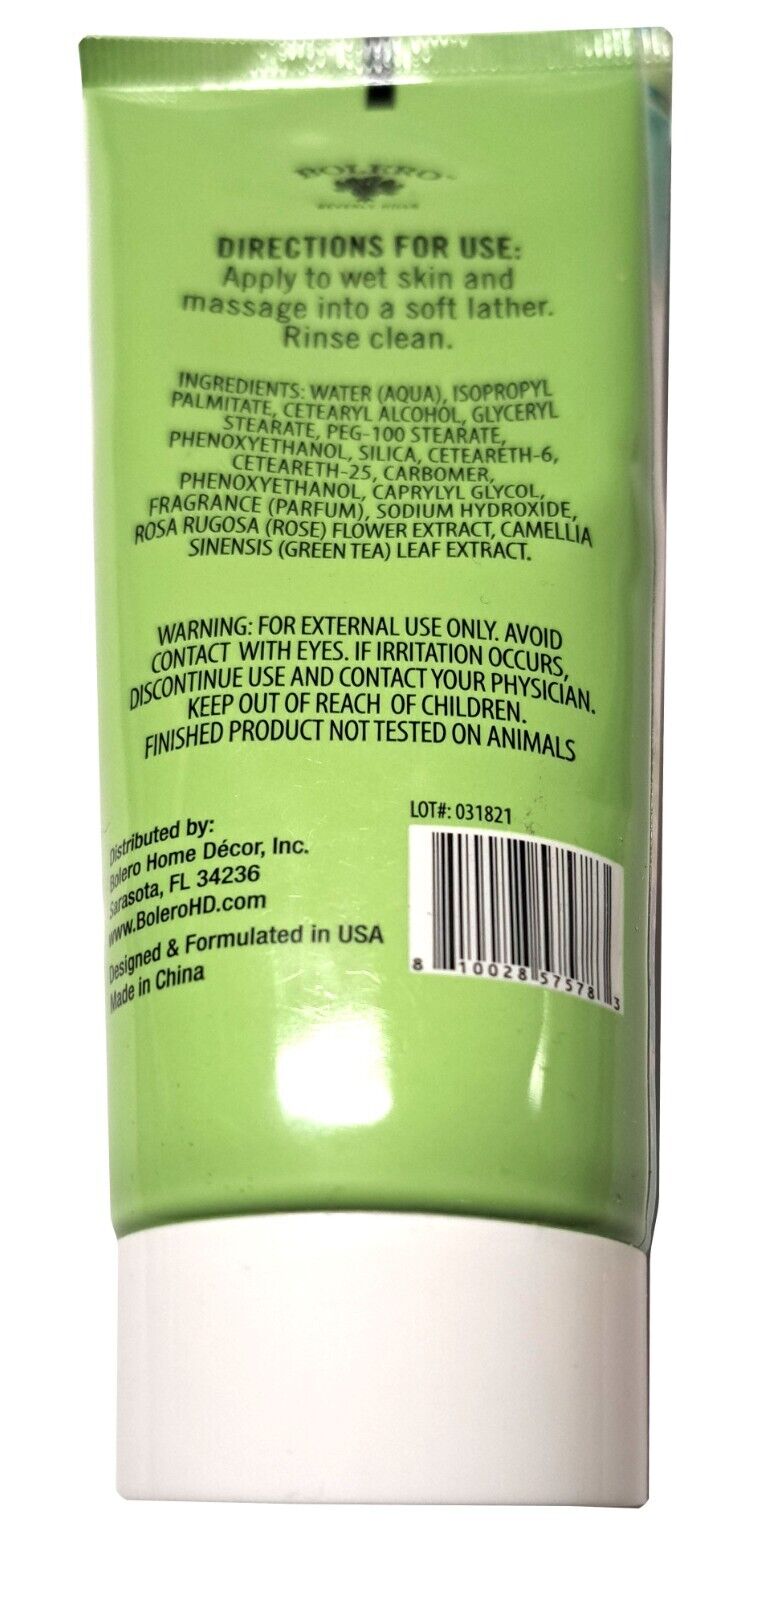 BOLERO
BEVERLY HILLS
DIRECTIONS FOR USE:
Apply to wet skin and
massage into a soft lather.
Rinse clean.
INGREDIENTS: WATER (AQUA), ISOPROPYL
PALMITATE, CETEARYL ALCOHOL, GLYCERYL
STEARATE, PEG-100 STEARATE,
PHENOXYETHANOL, SILICA, CETEARETH-6,
CETEARETH-25, CARBOMER,
PHENOXYETHANOL, CAPRYLYL GLYCOL,
FRAGRANCE (PARFUM), SODIUM HYDROXIDE,
ROSA RUGOSA (ROSE) FLOWER EXTRACT, CAMELLIA
SINENSIS (GREEN TEA) LEAF EXTRACT.
WARNING: FOR EXTERNAL USE ONLY. AVOID
CONTACT WITH EYES. IF IRRITATION OCCURS,
DISCONTINUE USE AND CONTACT YOUR PHYSICIAN.
KEEP OUT OF REACH OF CHILDREN.
FINISHED PRODUCT NOT TESTED ON ANIMALS
Distributed by:
Bolero Home Décor, Inc.
Sarasota, FL 34236
www.BoleroHD.com
Designed & Formulated in USA
Made in China
LOT#: 031821
8 10028 57578 3